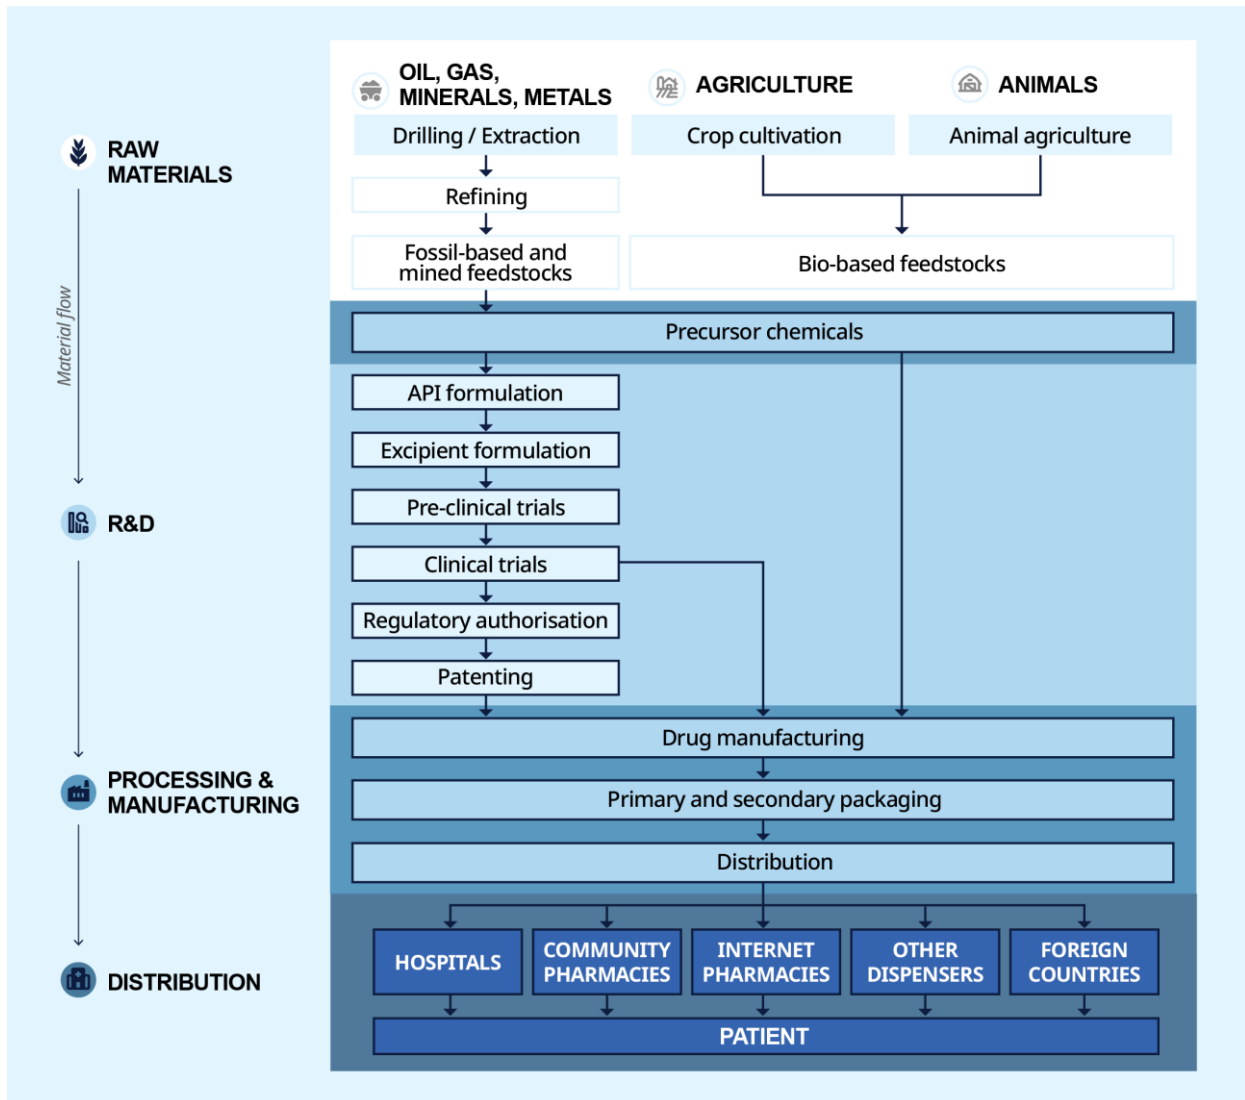 OIL, GAS,
MINERALS, METALS
AGRICULTURE
ANIMALS
Drilling / Extraction
Crop cultivation
Animal agriculture
RAW
MATERIALS
Refining
Fossil-based and
mined feedstocks
Bio-based feedstocks
Material flow
Precursor chemicals
API formulation
Excipient formulation
Pre-clinical trials
R&D
Clinical trials
Regulatory authorisation
Patenting
Drug manufacturing
PROCESSING &
MANUFACTURING
Primary and secondary packaging
Distribution
HOSPITALS
COMMUNITY
PHARMACIES
INTERNET
PHARMACIES
OTHER
DISPENSERS
FOREIGN
COUNTRIES
DISTRIBUTION
PATIENT